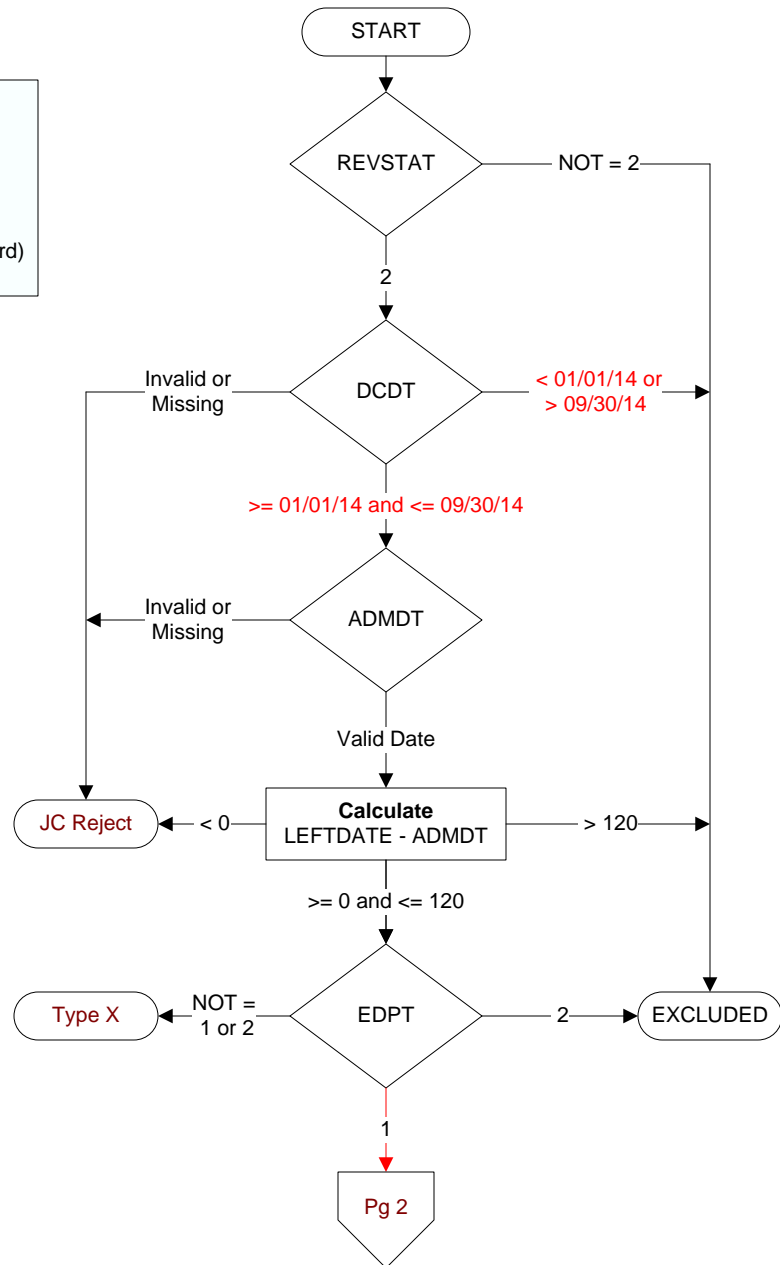 START
REVSTAT
NOT = 2
rd)
2
Invalid or
Missing
DCDT
< 01/01/14 or
> 09/30/14
>= 01/01/14 and <= 09/30/14
Invalid or
Missing
ADMDT
Valid Date
JC Reject
< 0
Calculate
LEFTDATE - ADMDT
> 120
>= 0 and <= 120
Type X
NOT =
1 or 2
EDPT
2
EXCLUDED
1
Pg 2